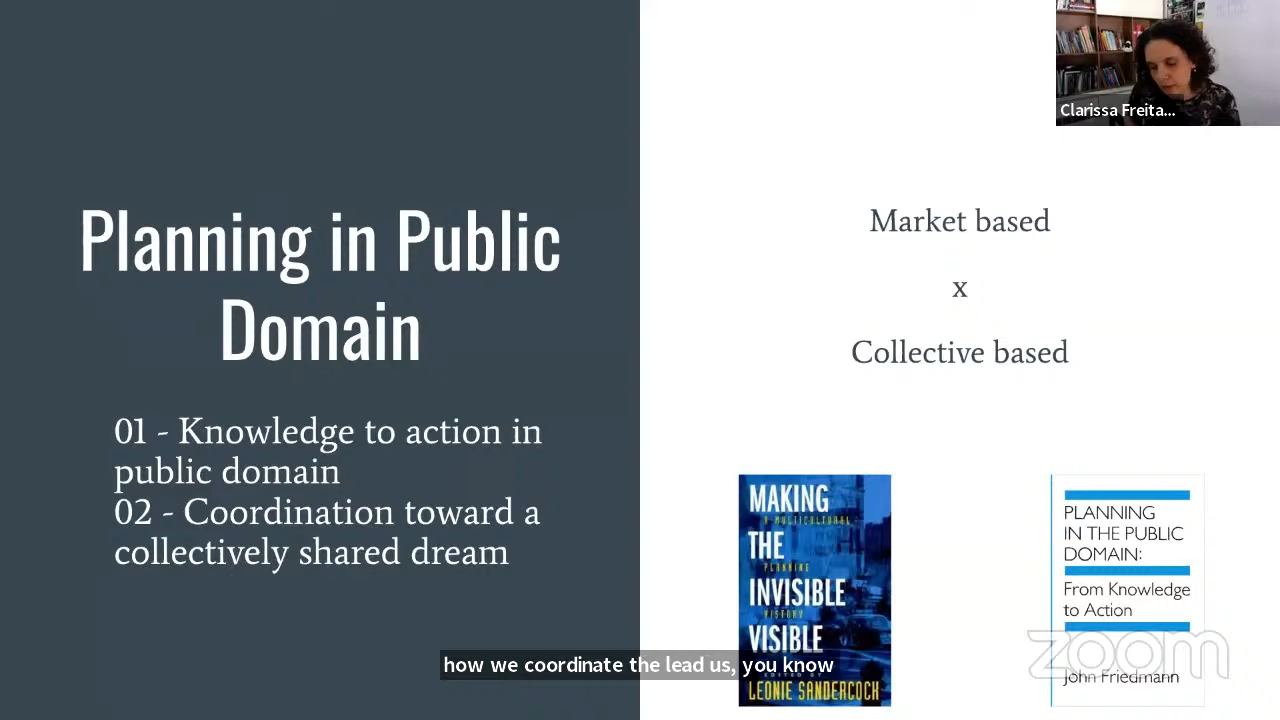 Clarissa Freita...
Planning in Public
Domain
01 - Knowledge to action in
public domain
02 - Coordination toward a
collectively shared dream
Market based
x
Collective based
MAKING
A MULTICULTURAL
THE
PLANNING
INVISIBLE
HISTORY
VISIBLE
EDITED BY
LEONIE SANDERCOCK
PLANNING
IN THE PUBLIC
DOMAIN:
From Knowledge
to Action
John Friedmann
zoom
how we coordinate the lead us, you know